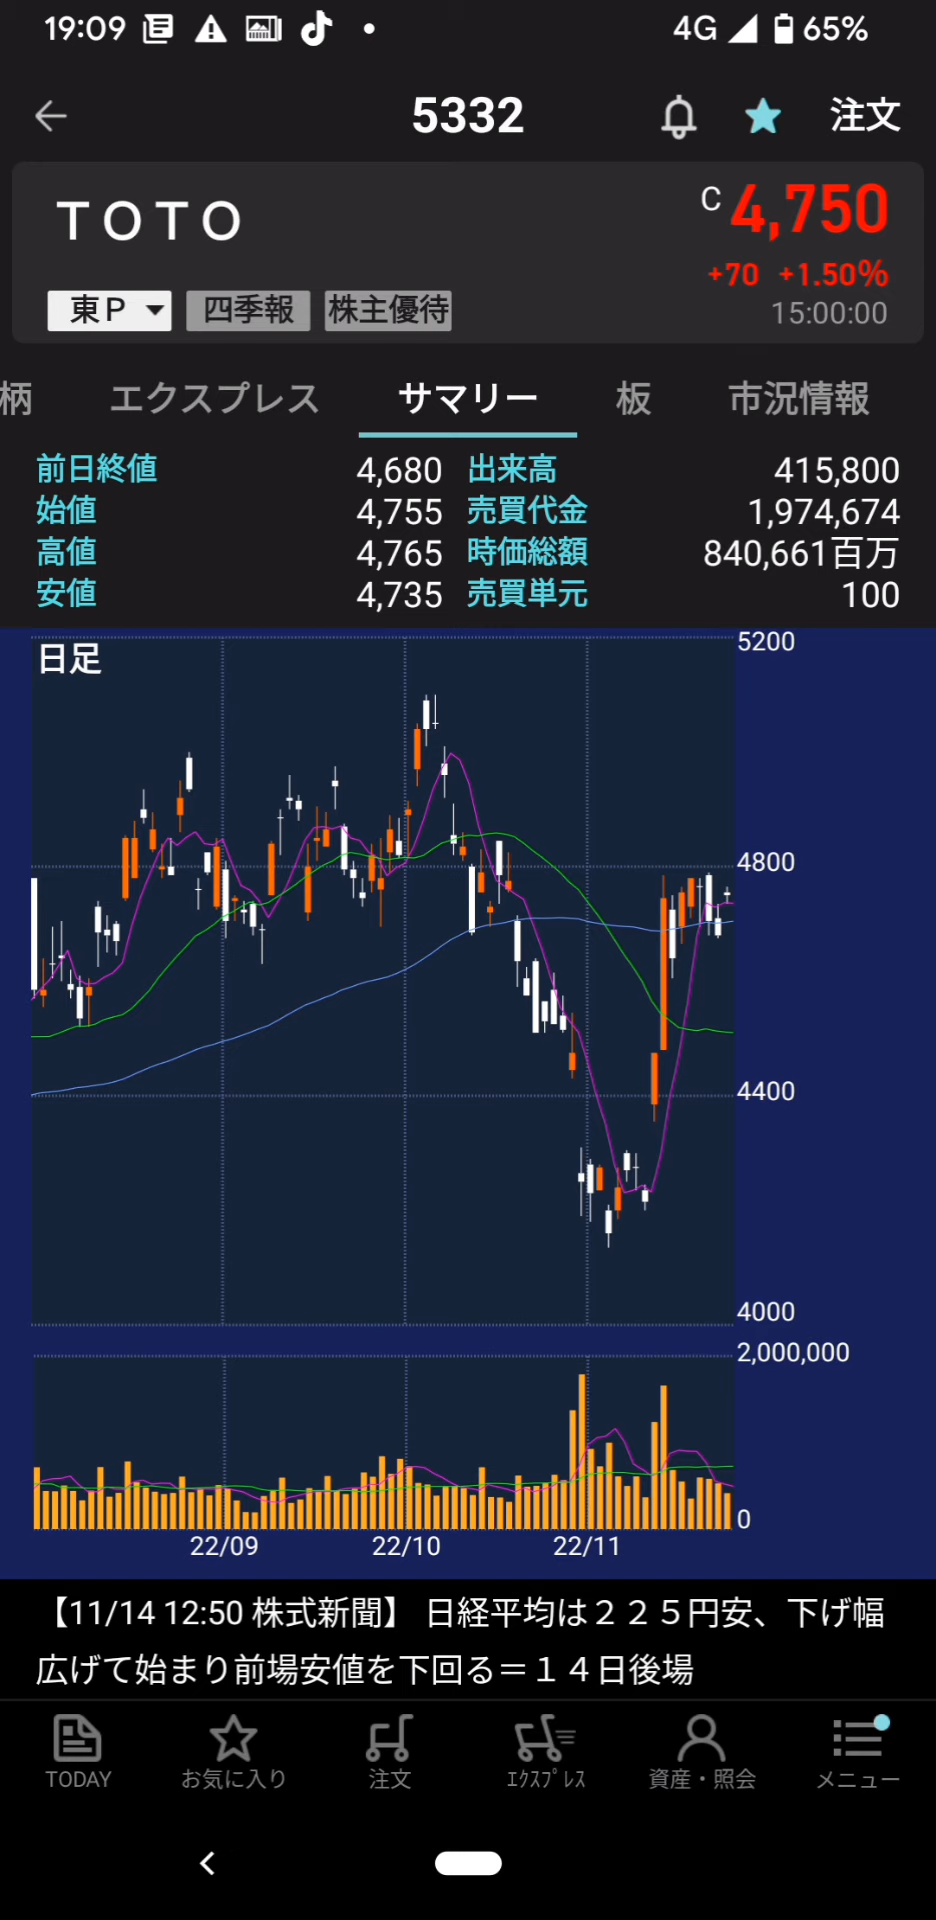 19:09 4G 65%
5332 注文
ＴＯＴＯ C 4,750
+70 +1.50%
東Ｐ 四季報 株主優待 15:00:00
柄 エクスプレス サマリー 板 市況情報
前日終値 4,680 出来高 415,800
始値 4,755 売買代金 1,974,674
高値 4,765 時価総額 840,661百万
安値 4,735 売買単元 100
日足 5200
4800
4400
4000
2,000,000
0
22/09 22/10 22/11
【11/14 12:50 株式新聞】 日経平均は２２５円安、下げ幅
広げて始まり前場安値を下回る＝１４日後場
TODAY お気に入り 注文 ｴｸｽﾌﾟﾚｽ 資産・照会 メニュー